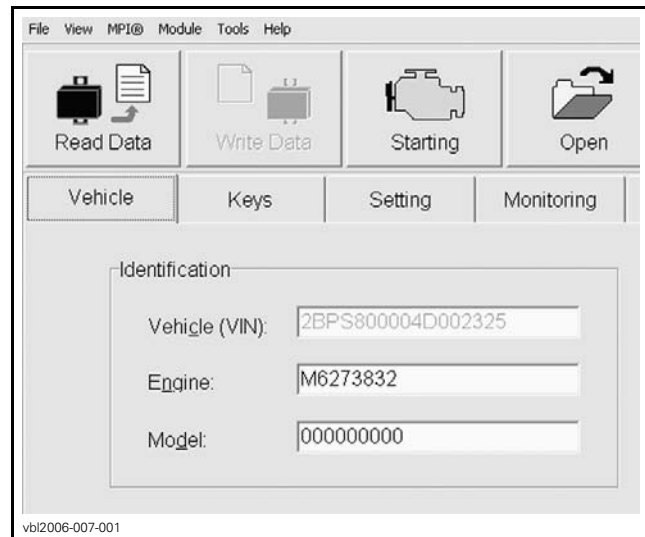 File View MPI® Module Tools Help
Read Data Write Data Starting Open
Vehicle Keys Setting Monitoring
Identification
Vehicle (VIN): 2BPS800004D002325
Engine: M6273832
Model: 000000000
vbl2006-007-001